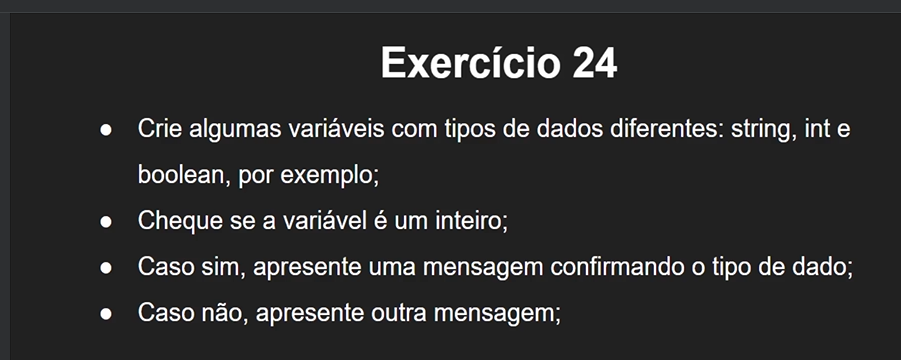 Exercício 24
● Crie algumas variáveis com tipos de dados diferentes: string, int e
boolean, por exemplo;
● Cheque se a variável é um inteiro;
● Caso sim, apresente uma mensagem confirmando o tipo de dado;
● Caso não, apresente outra mensagem;